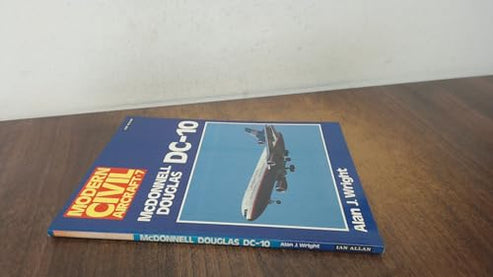 MODERN
CIVIL
AIRCRAFT:7
McDONNELL
DOUGLAS DC-10
Alan J. Wright
McDONNELL DOUGLAS DC-10 Alan J. Wright IAN ALLAN